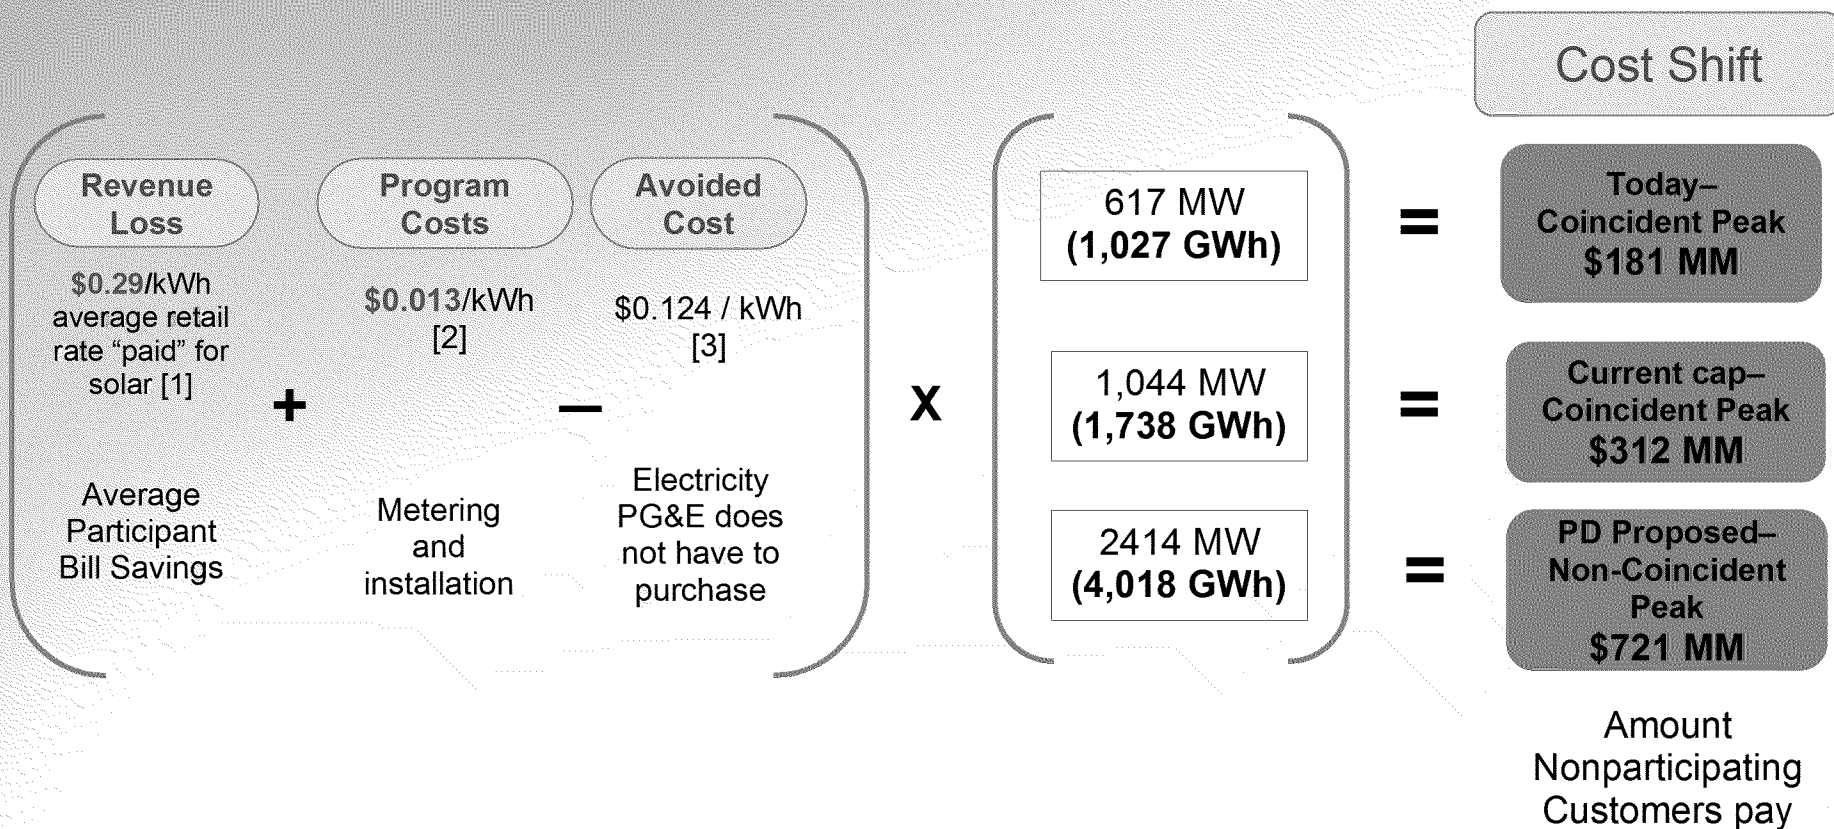 Cost Shift
Revenue
Loss
$0.29/kWh
average retail
rate “paid” for
solar [1]
Average
Participant
Bill Savings
+
Program
Costs
$0.013/kWh
[2]
Metering
and
installation
—
Avoided
Cost
$0.124 / kWh
[3]
Electricity
PG&E does
not have to
purchase
X
617 MW
(1,027 GWh)
=
Today–
Coincident Peak
$181 MM
1,044 MW
(1,738 GWh)
=
Current cap–
Coincident Peak
$312 MM
2414 MW
(4,018 GWh)
=
PD Proposed–
Non-Coincident
Peak
$721 MM
Amount
Nonparticipating
Customers pay